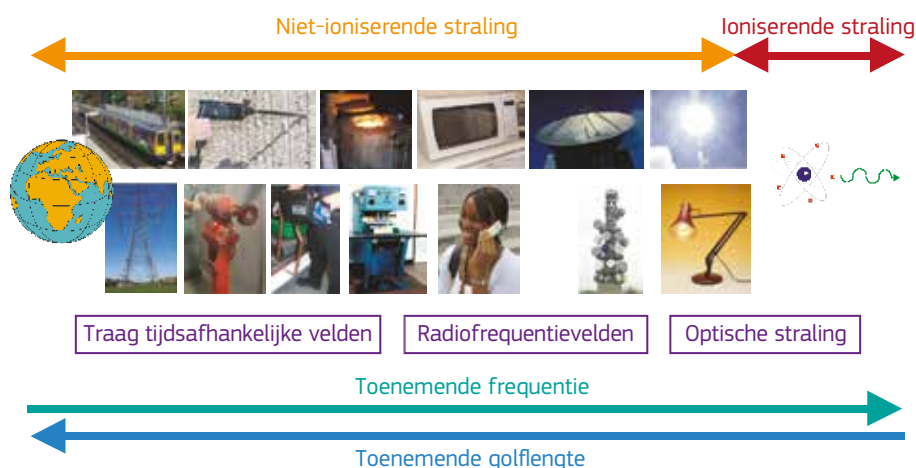 Niet-ioniserende straling
Ioniserende straling
Traag tijdsafhankelijke velden
Radiofrequentievelden
Optische straling
Toenemende frequentie
Toenemende golflengte